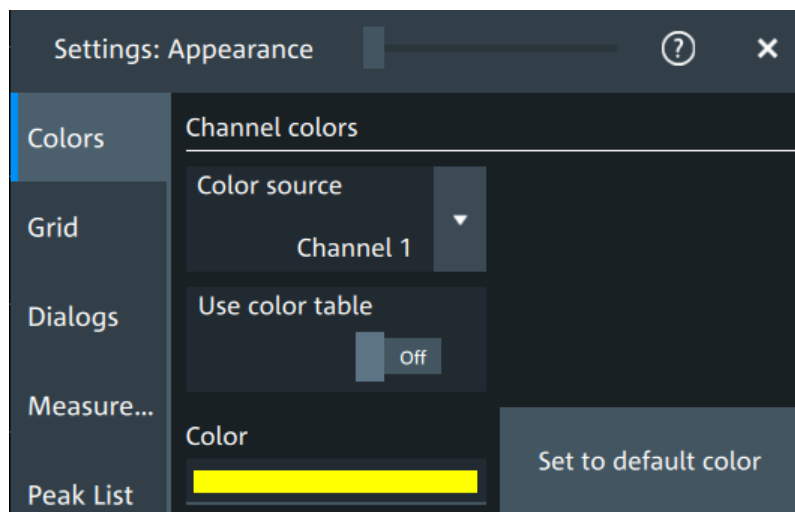 Settings: Appearance
?
×
Colors
Grid
Dialogs
Measure...
Peak List
Channel colors
Color source
Channel 1
Use color table
Off
Color
Set to default color